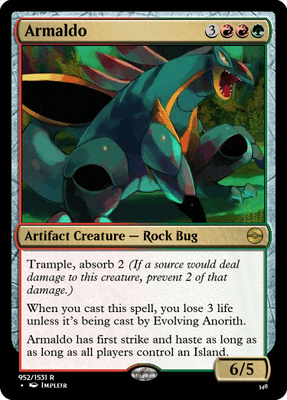 Armaldo 3
Artifact Creature — Rock Bug
Trample, absorb 2 (If a source would deal
damage to this creature, prevent 2 of that
damage.)
When you cast this spell, you lose 3 life
unless it's being cast by Evolving Anorith.
Armaldo has first strike and haste as long as
as long as all players control an Island.
6/5
952/1531 R